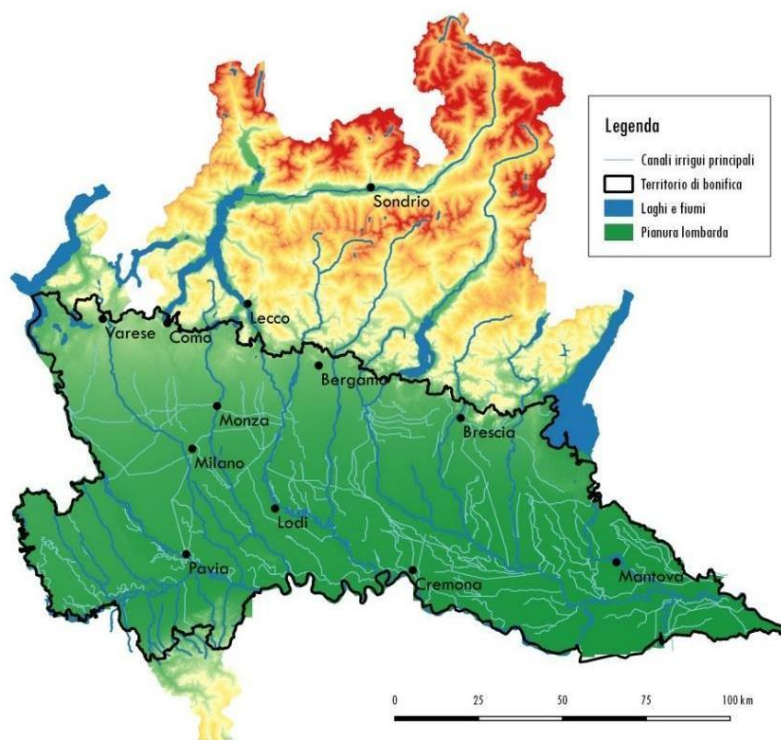 Legenda
Canali irrigui principali
Territorio di bonifica
Laghi e fiumi
Pianura lombarda
Sondrio
Lecco
Varese
Como
Bergamo
Monza
Brescia
Milano
Lodi
Pavia
Cremona
Mantova
0 25 50 75 100 km